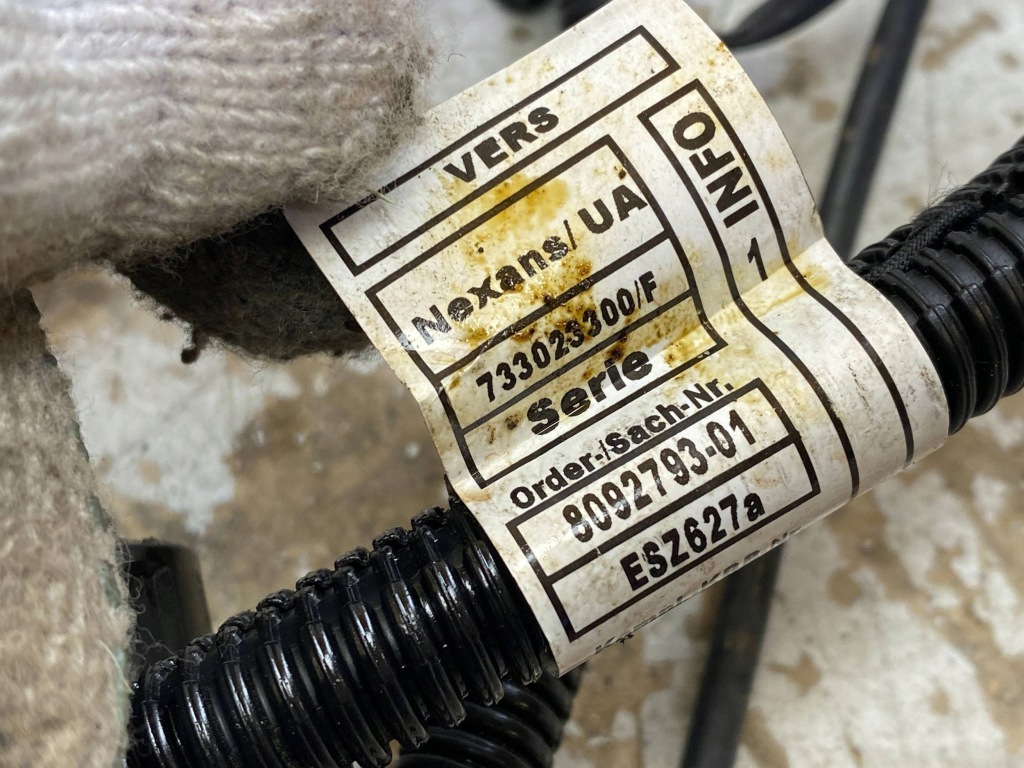 VERS
Nexans/UA
733023300/F
Serie
Order-/Sach-Nr.
8092793-01
ESZ627a
INFO
1